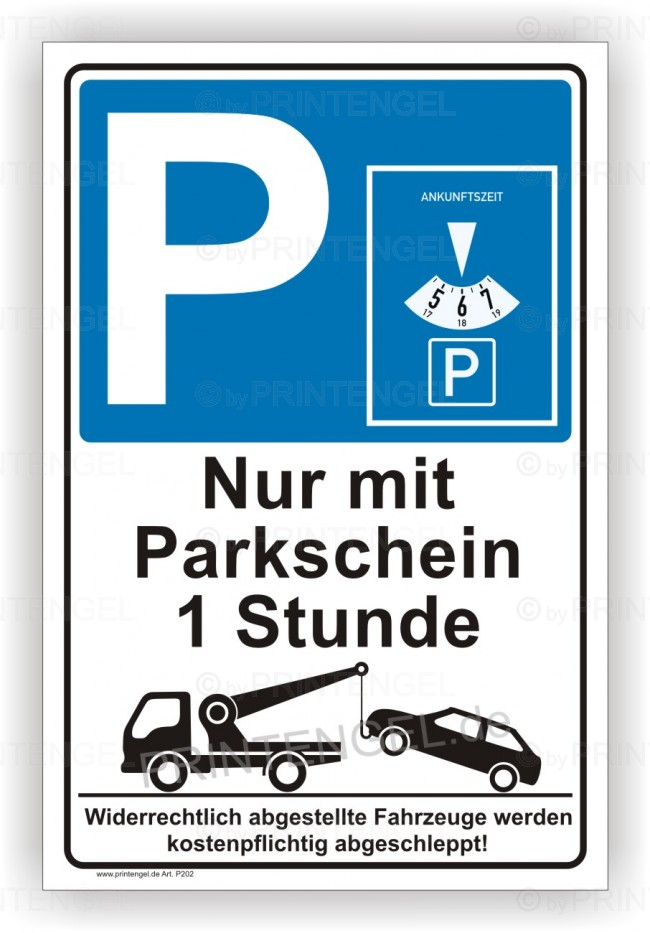 P
ANKUNFTSZEIT
5 6 7
17 18 19
P
Nur mit
Parkschein
1 Stunde
PRINTENGEL.de
Widerrechtlich abgestellte Fahrzeuge werden
kostenpflichtig abgeschleppt!
www.printengel.de Art. P202
© by PRINTENGEL